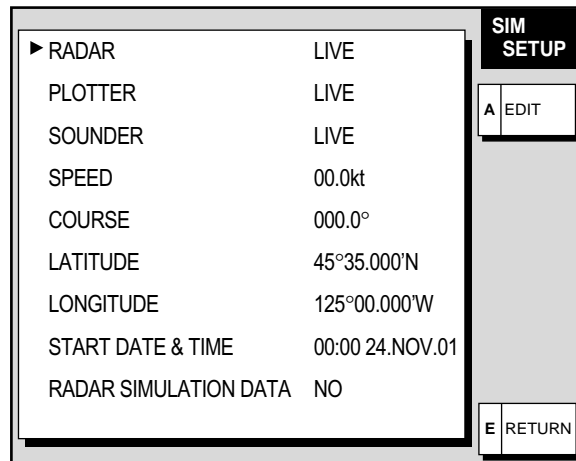 SIM
SETUP
RADAR LIVE
PLOTTER LIVE
SOUNDER LIVE
SPEED 00.0kt
COURSE 000.0°
LATITUDE 45°35.000’N
LONGITUDE 125°00.000’W
START DATE & TIME 00:00 24.NOV.01
RADAR SIMULATION DATA NO
A EDIT
E RETURN